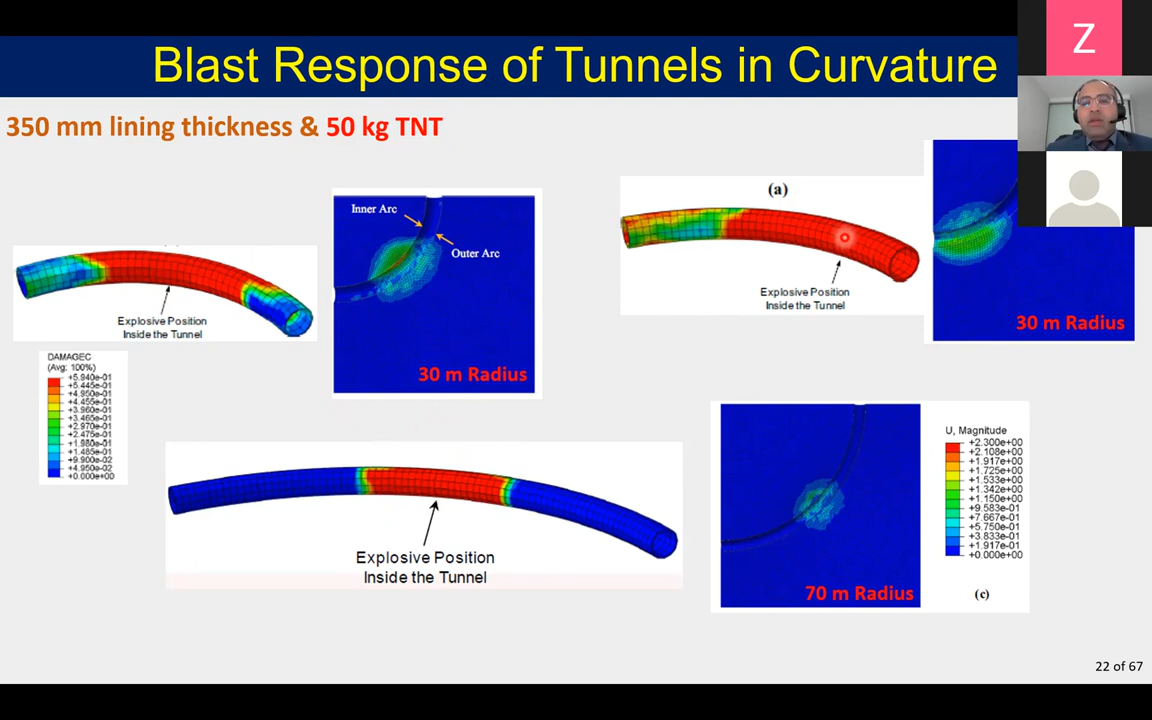 Z
Blast Response of Tunnels in Curvature
350 mm lining thickness & 50 kg TNT
Explosive Position
Inside the Tunnel
Inner Arc
Outer Arc
30 m Radius
(a)
Explosive Position
Inside the Tunnel
30 m Radius
DAMAGEC
(Avg: 100%)
+5.940e-01
+5.445e-01
+4.950e-01
+4.455e-01
+3.960e-01
+3.465e-01
+2.970e-01
+2.475e-01
+1.980e-01
+1.485e-01
+9.900e-02
+4.950e-02
+0.000e+00
Explosive Position
Inside the Tunnel
70 m Radius
U, Magnitude
+2.300e+00
+2.108e+00
+1.917e+00
+1.725e+00
+1.533e+00
+1.342e+00
+1.150e+00
+9.583e-01
+7.667e-01
+5.750e-01
+3.833e-01
+1.917e-01
+0.000e+00
(c)
22 of 67